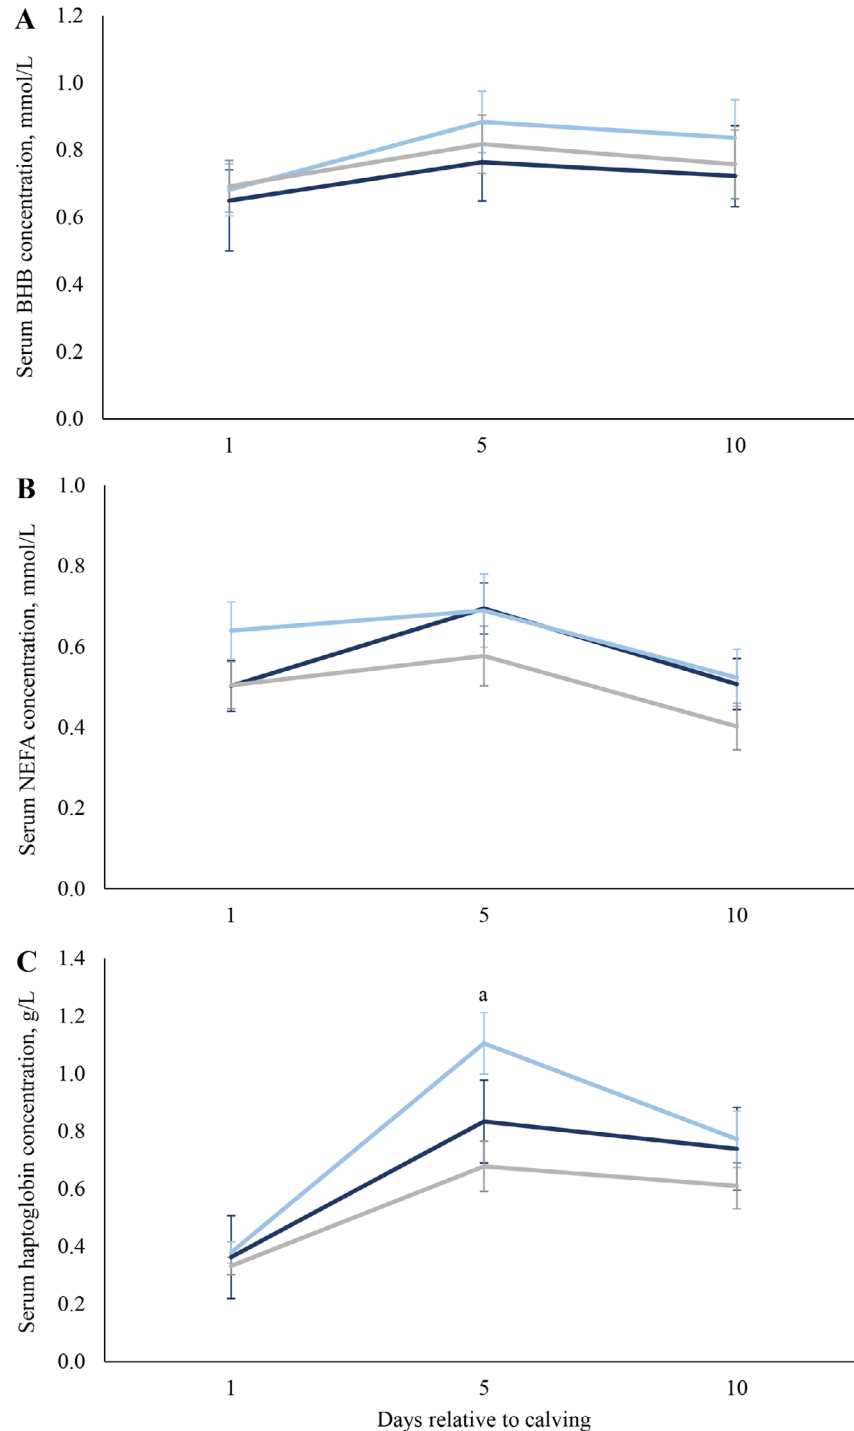 A
Serum BHB concentration, mmol/L
1.2
1.0
0.8
0.6
0.4
0.2
0.0
1 5 10
B
Serum NEFA concentration, mmol/L
1.0
0.8
0.6
0.4
0.2
0.0
1 5 10
C
Serum haptoglobin concentration, g/L
1.4
1.2
1.0
0.8
0.6
0.4
0.2
0.0
a
1 5 10
Days relative to calving